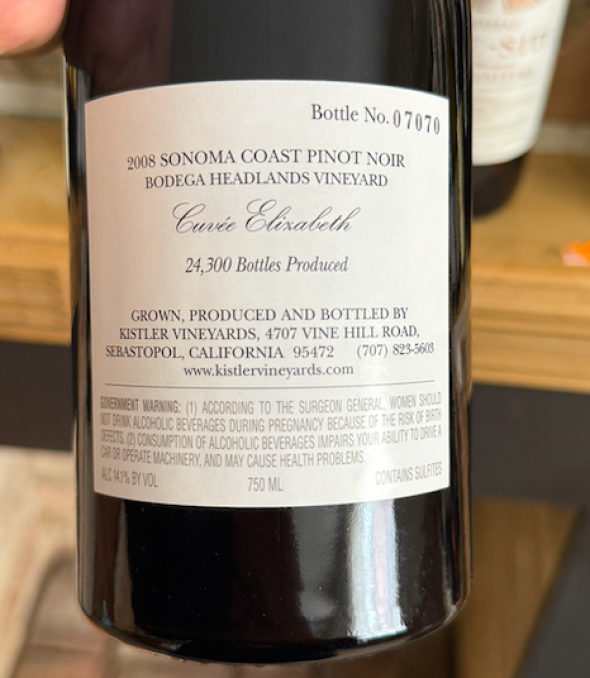 Bottle No. 07070
2008 SONOMA COAST PINOT NOIR
BODEGA HEADLANDS VINEYARD
Cuvée Elizabeth
24,300 Bottles Produced
GROWN, PRODUCED AND BOTTLED BY
KISTLER VINEYARDS, 4707 VINE HILL ROAD,
SEBASTOPOL, CALIFORNIA 95472 (707) 823-5603
www.kistlervineyards.com
GOVERNMENT WARNING: (1) ACCORDING TO THE SURGEON GENERAL, WOMEN SHOULD
NOT DRINK ALCOHOLIC BEVERAGES DURING PREGNANCY BECAUSE OF THE RISK OF BIRTH
DEFECTS. (2) CONSUMPTION OF ALCOHOLIC BEVERAGES IMPAIRS YOUR ABILITY TO DRIVE A
CAR OR OPERATE MACHINERY, AND MAY CAUSE HEALTH PROBLEMS.
ALC 14.1% BY VOL 750 ML CONTAINS SULFITES